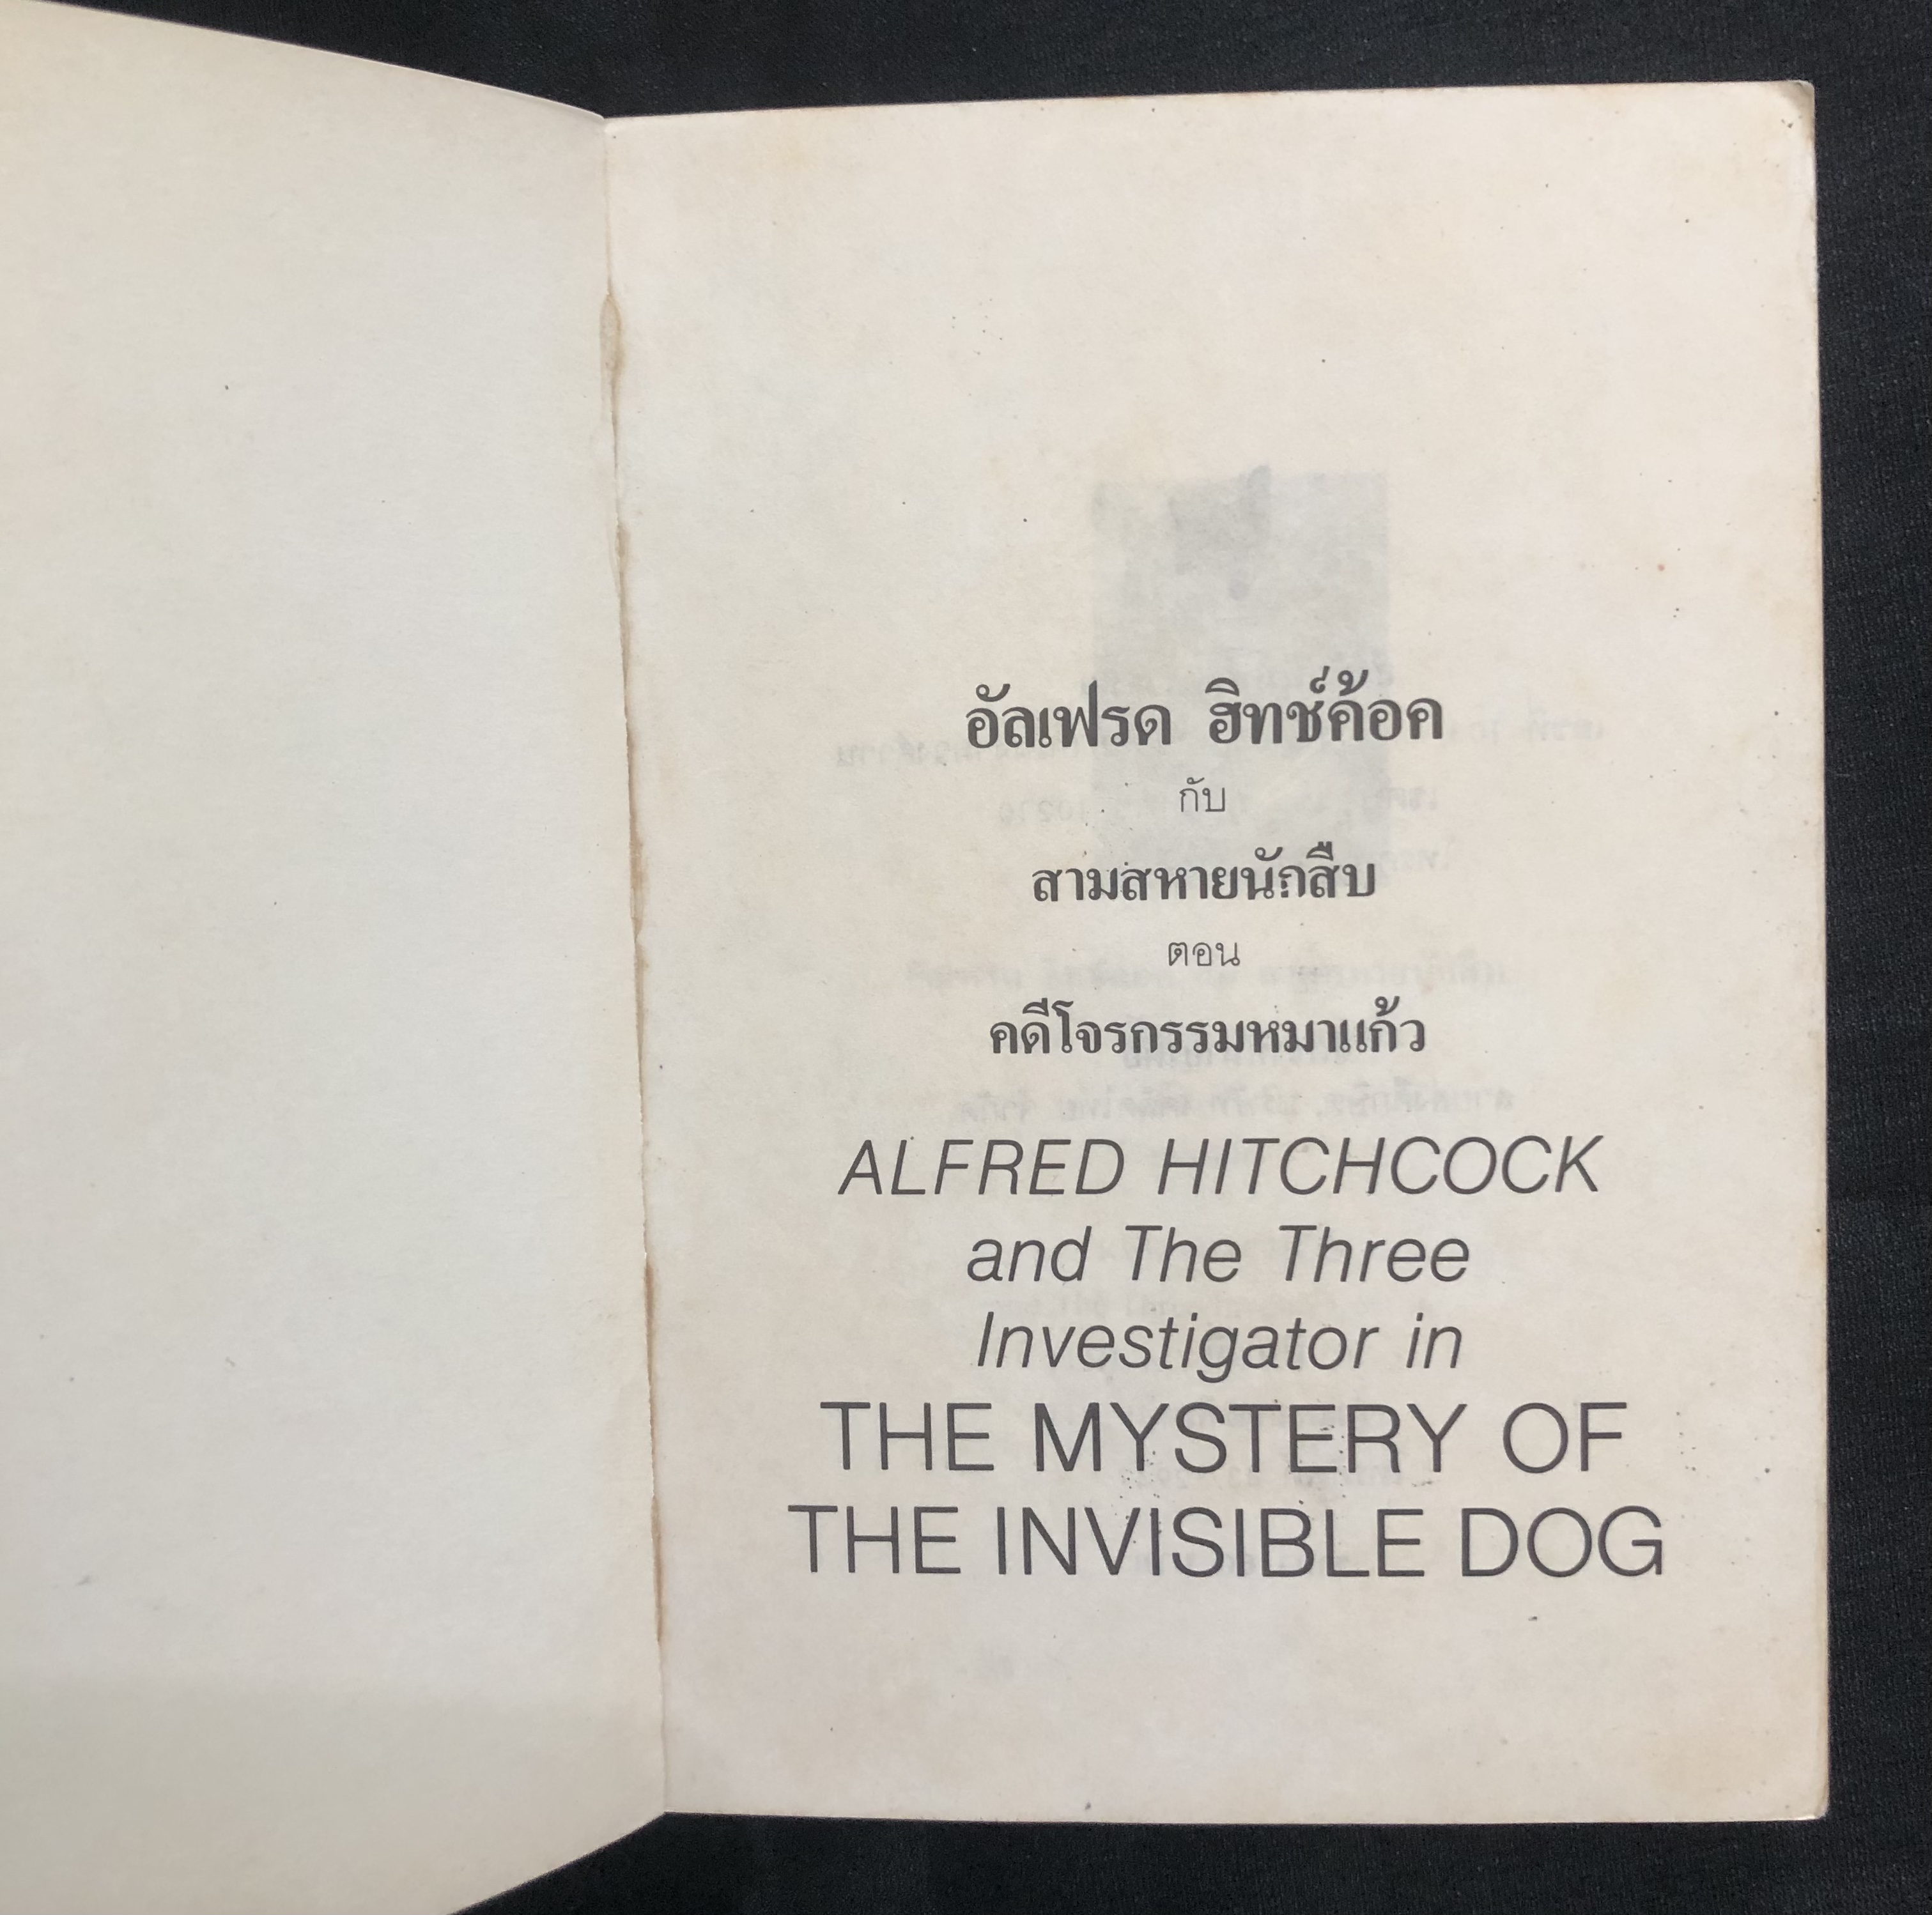 อัลเฟรด ฮิทช์ค้อค
กับ
สามสหายนักสืบ
ตอน
คดีโจรกรรมหมาแก้ว
ALFRED HITCHCOCK
and The Three
Investigator in
THE MYSTERY OF
THE INVISIBLE DOG